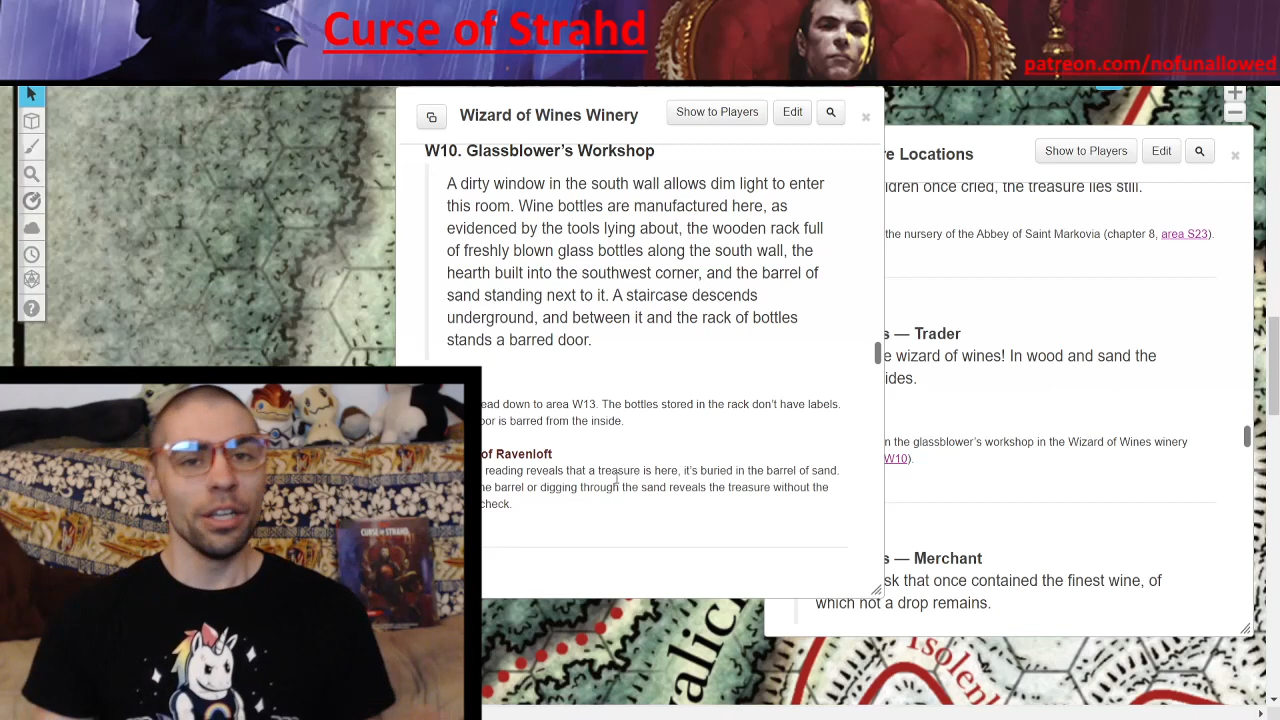 Curse of Strahd
patreon.com/nofunallowed
Wizard of Wines Winery
Show to Players
Edit
W10. Glassblower's Workshop
A dirty window in the south wall allows dim light to enter
this room. Wine bottles are manufactured here, as
evidenced by the tools lying about, the wooden rack full
of freshly blown glass bottles along the south wall, the
hearth built into the southwest corner, and the barrel of
sand standing next to it. A staircase descends
underground, and between it and the rack of bottles
stands a barred door.
ead down to area W13. The bottles stored in the rack don't have labels.
oor is barred from the inside.
of Ravenloft
reading reveals that a treasure is here, it's buried in the barrel of sand.
he barrel or digging through the sand reveals the treasure without the
check.
re Locations
Show to Players
Edit
ldren once cried, the treasure lies still.
the nursery of the Abbey of Saint Markovia (chapter 8, area S23).
s — Trader
e wizard of wines! In wood and sand the
ides.
n the glassblower's workshop in the Wizard of Wines winery
W10).
s — Merchant
sk that once contained the finest wine, of
which not a drop remains.
CURSE OF STRAHD
alic
Tsolen